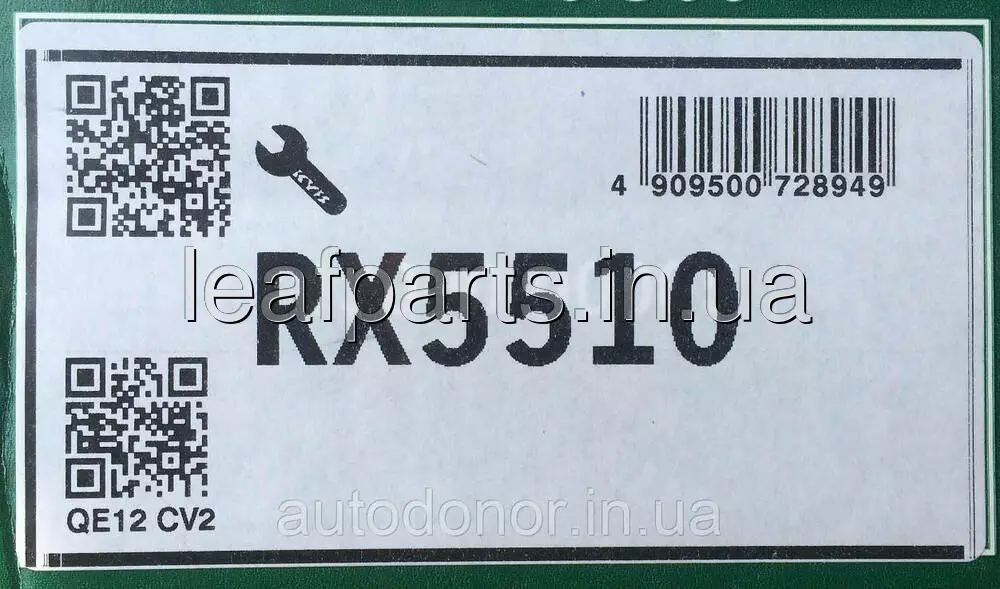 KYB
4 909500 728949
RX5510
leafparts.in.ua
QE12 CV2
autodonor.in.ua